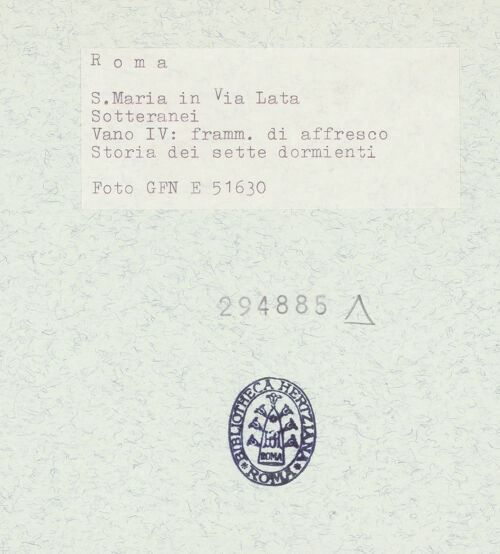 Roma
S.Maria in Via Lata
Sotteranei
Vano IV: framm. di affresco
Storia dei sette dormienti
Foto GFN E 51630
294885 △
BIBLIOTHECA HERTZIANA
ROMA
ROMA